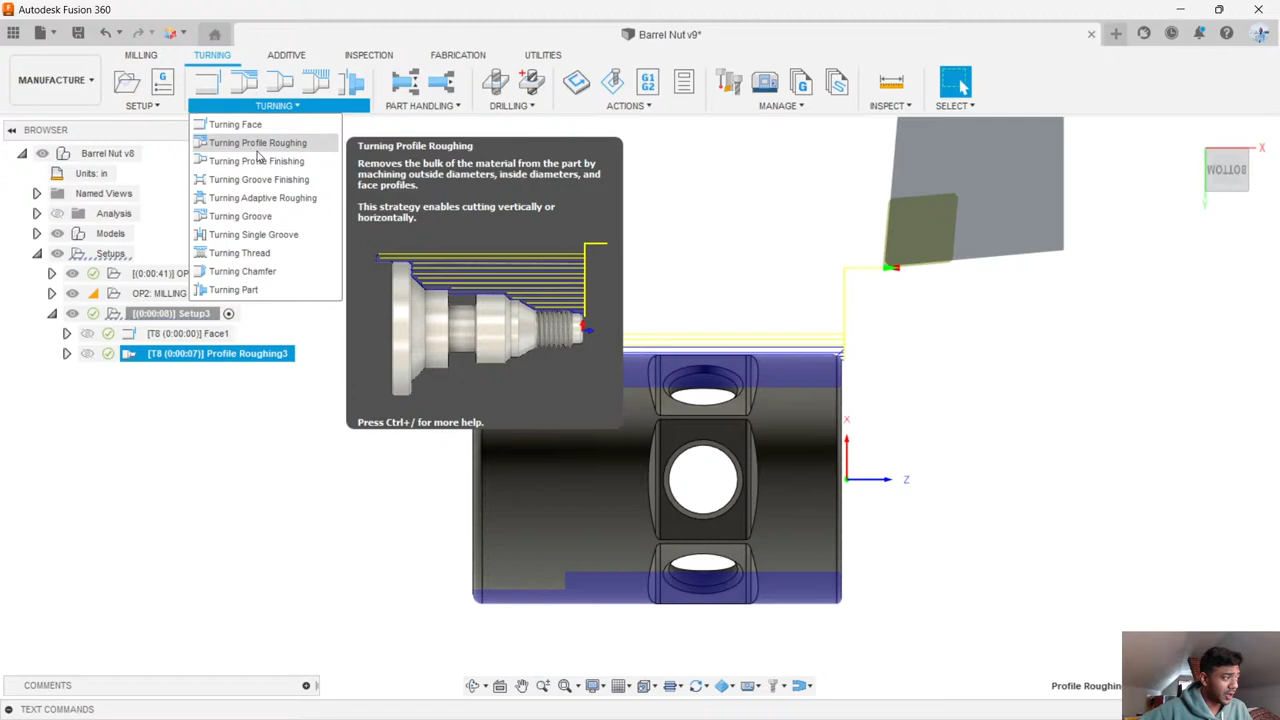 Autodesk Fusion 360
Barrel Nut v9*
MILLING
TURNING
ADDITIVE
INSPECTION
FABRICATION
UTILITIES
MANUFACTURE
SETUP
TURNING
PART HANDLING
DRILLING
ACTIONS
MANAGE
INSPECT
SELECT
G
G1
G2
G
BROWSER
Barrel Nut v8
Units: in
Named Views
Analysis
Models
Setups
[(0:00:41)] OP
OP2: MILLING
[(0:00:08)] Setup3
[T8 (0:00:00)] Face1
[T8 (0:00:07)] Profile Roughing3
Turning Face
Turning Profile Roughing
Turning Profile Finishing
Turning Groove Finishing
Turning Adaptive Roughing
Turning Groove
Turning Single Groove
Turning Thread
Turning Chamfer
Turning Part
Turning Profile Roughing
Removes the bulk of the material from the part by
machining outside diameters, inside diameters, and
face profiles.
This strategy enables cutting vertically or
horizontally.
Press Ctrl+/ for more help.
X
BOTTOM
Y
X
Z
COMMENTS
Profile Roughin
TEXT COMMANDS